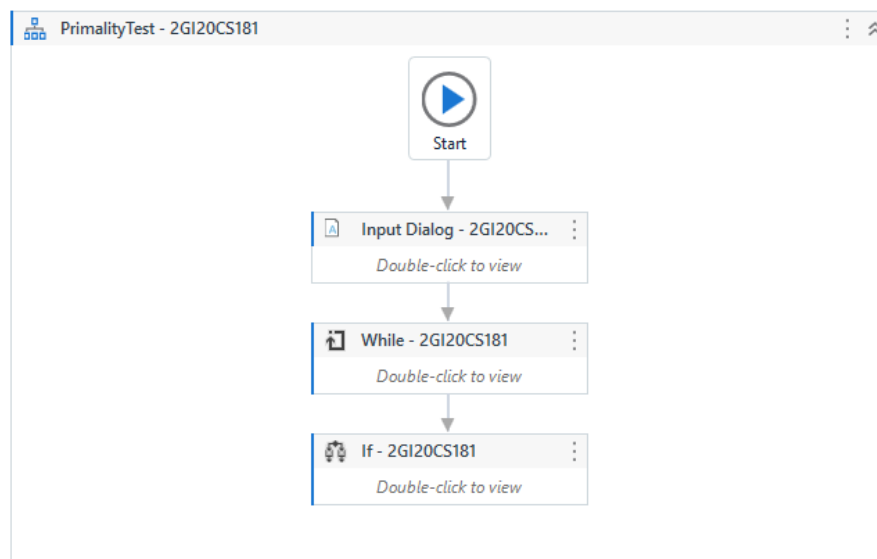 PrimalityTest - 2GI20CS181
Start
Input Dialog - 2GI20CS...
Double-click to view
While - 2GI20CS181
Double-click to view
If - 2GI20CS181
Double-click to view